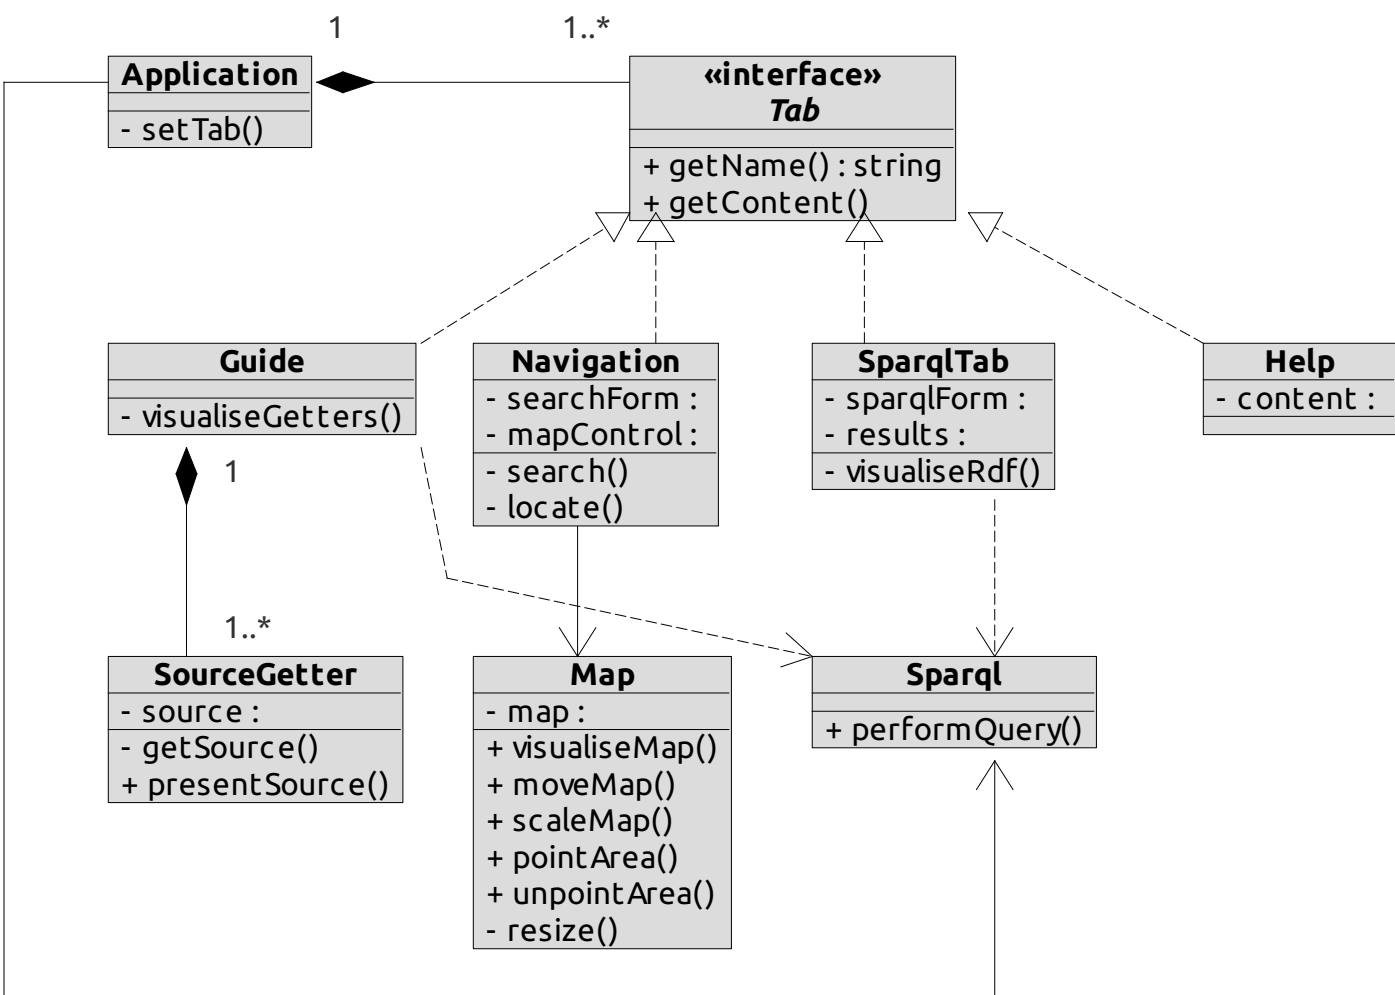 1
1..*
Application
- setTab()
«interface»
Tab
+ getName() : string
+ getContent()
Guide
- visualiseGetters()
Navigation
- searchForm :
- mapControl :
- search()
- locate()
SparqlTab
- sparqlForm :
- results :
- visualiseRdf()
Help
- content :
1
1..*
SourceGetter
- source :
- getSource()
+ presentSource()
Map
- map :
+ visualiseMap()
+ moveMap()
+ scaleMap()
+ pointArea()
+ unpointArea()
- resize()
Sparql
+ performQuery()